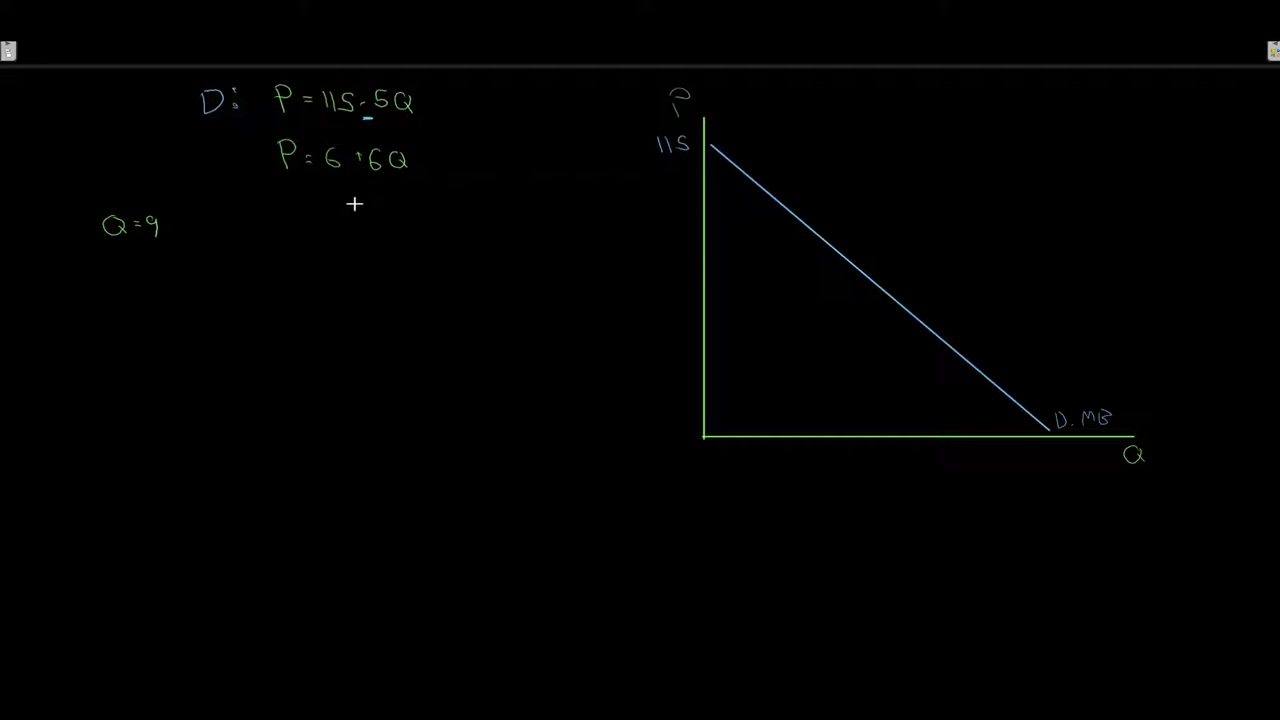 D: P = 115 - 5Q
P = 6 + 6Q
Q = 9
P
115
D. MB
Q